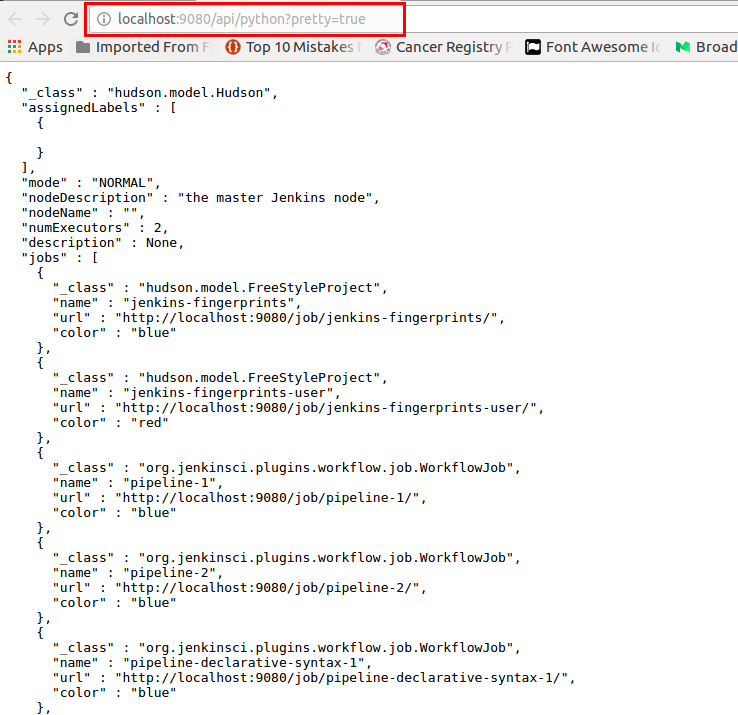 localhost:9080/api/python?pretty=true
Apps Imported From F Top 10 Mistakes Cancer Registry F Font Awesome Ic Broad
{
  "_class" : "hudson.model.Hudson",
  "assignedLabels" : [
    {
    }
  ],
  "mode" : "NORMAL",
  "nodeDescription" : "the master Jenkins node",
  "nodeName" : "",
  "numExecutors" : 2,
  "description" : None,
  "jobs" : [
    {
      "_class" : "hudson.model.FreeStyleProject",
      "name" : "jenkins-fingerprints",
      "url" : "http://localhost:9080/job/jenkins-fingerprints/",
      "color" : "blue"
    },
    {
      "_class" : "hudson.model.FreeStyleProject",
      "name" : "jenkins-fingerprints-user",
      "url" : "http://localhost:9080/job/jenkins-fingerprints-user/",
      "color" : "red"
    },
    {
      "_class" : "org.jenkinsci.plugins.workflow.job.WorkflowJob",
      "name" : "pipeline-1",
      "url" : "http://localhost:9080/job/pipeline-1/",
      "color" : "blue"
    },
    {
      "_class" : "org.jenkinsci.plugins.workflow.job.WorkflowJob",
      "name" : "pipeline-2",
      "url" : "http://localhost:9080/job/pipeline-2/",
      "color" : "blue"
    },
    {
      "_class" : "org.jenkinsci.plugins.workflow.job.WorkflowJob",
      "name" : "pipeline-declarative-syntax-1",
      "url" : "http://localhost:9080/job/pipeline-declarative-syntax-1/",
      "color" : "blue"
    },